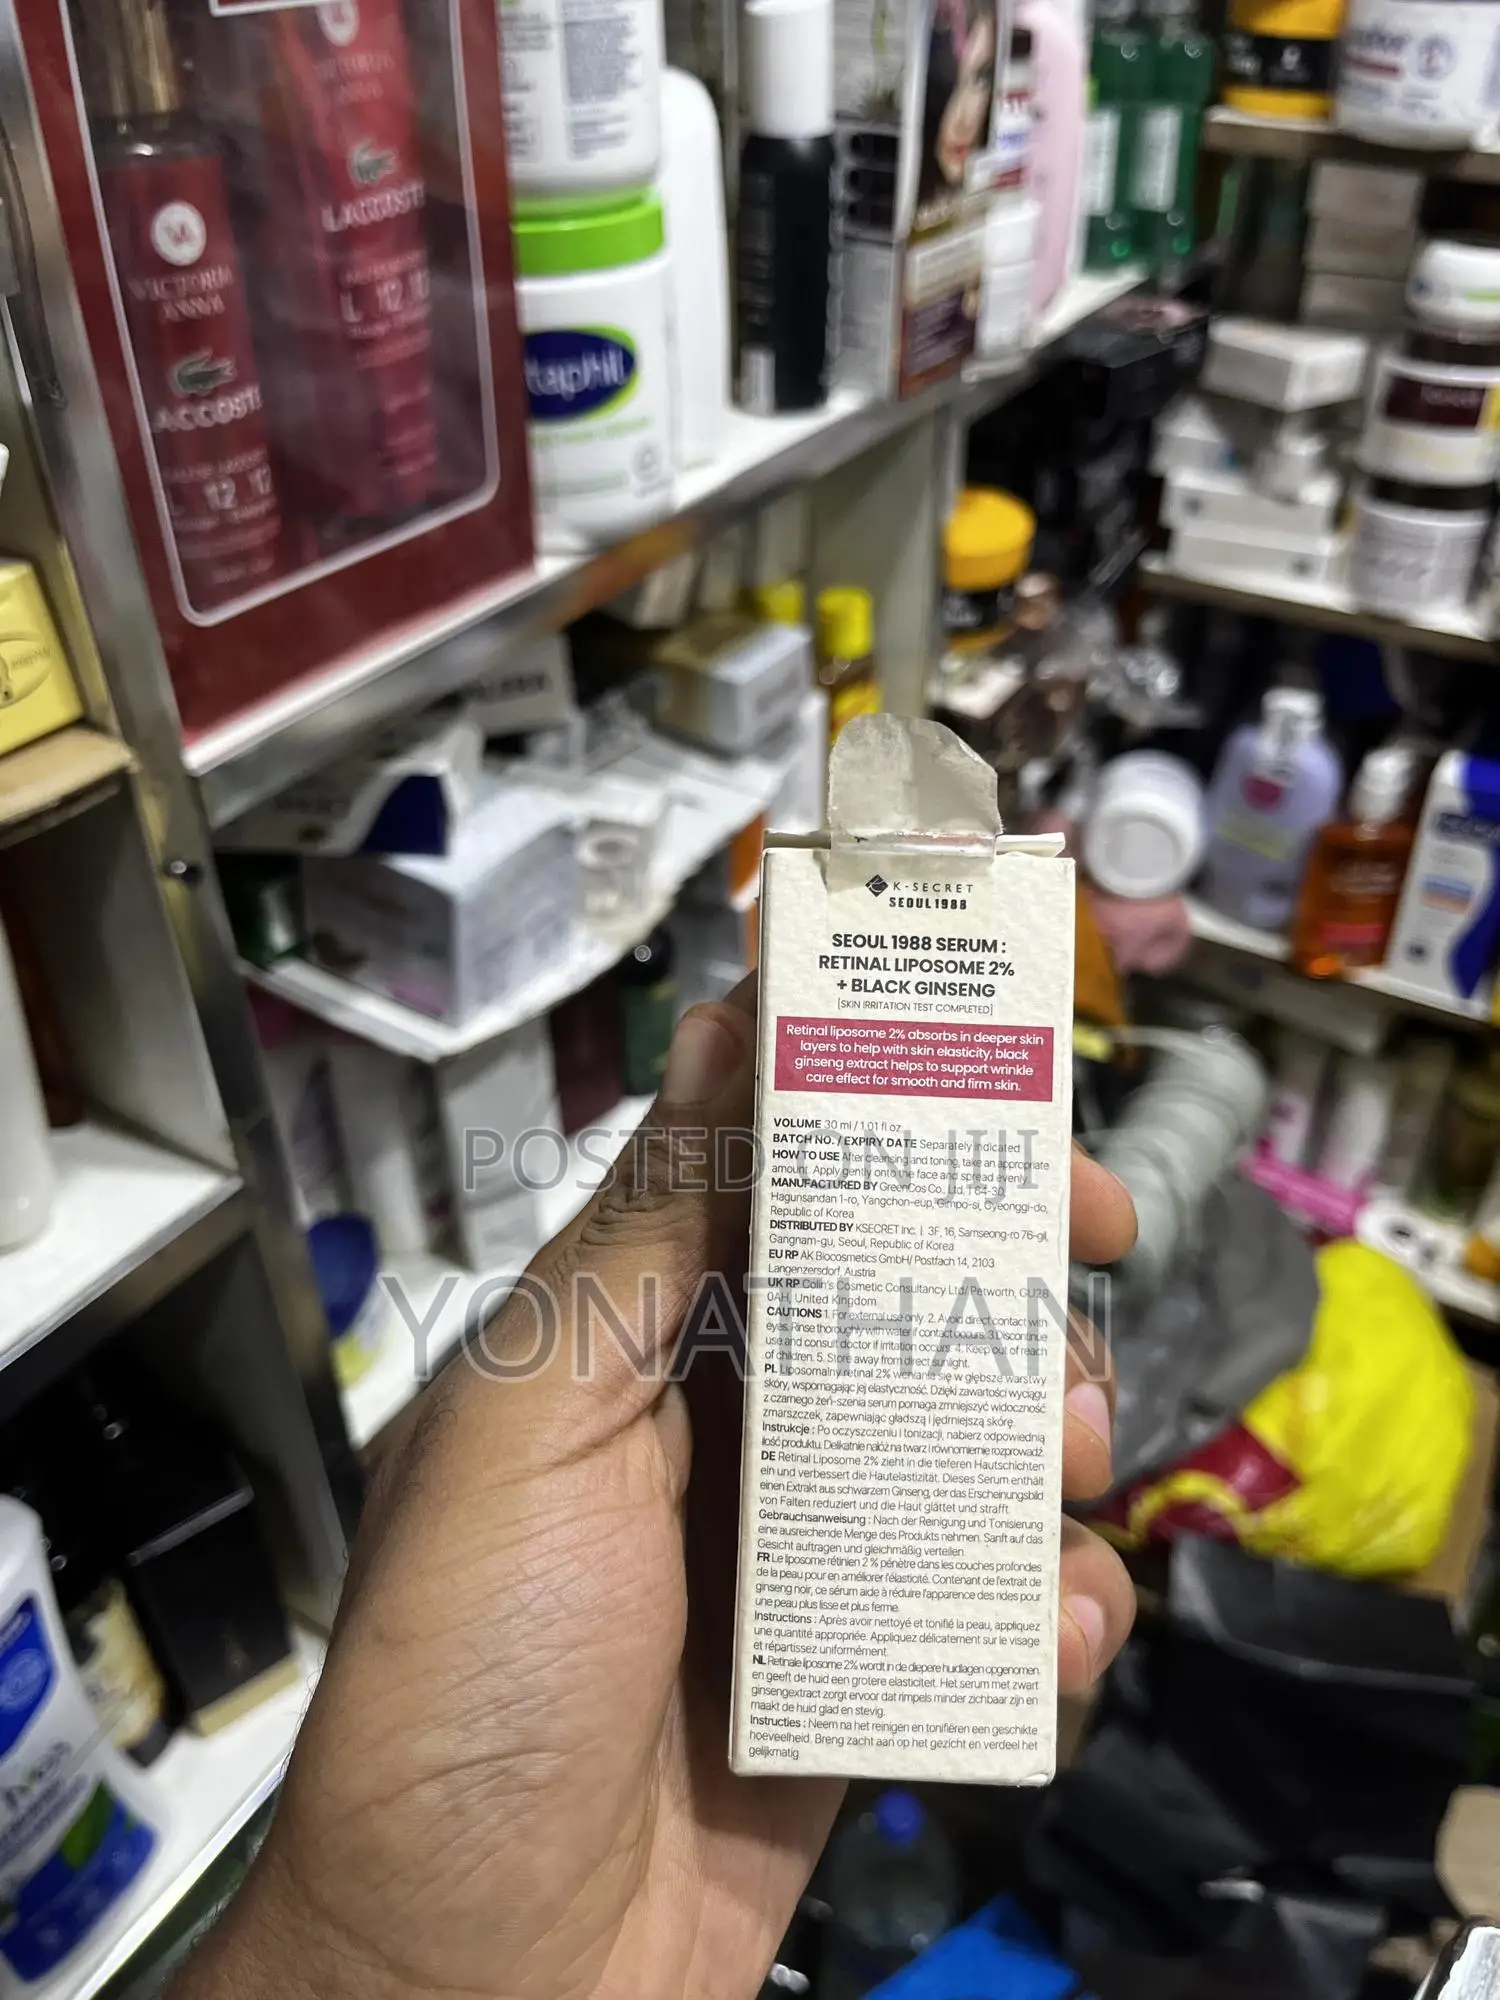 VICTORIA
ANNA
LACCOSTE
L 12 12
VICTORIA
ANNA
ACCOSTE
L 12 12
taphil
K-SECRET
SEOUL 1988
SEOUL 1988 SERUM :
RETINAL LIPOSOME 2%
+ BLACK GINSENG
[SKIN IRRITATION TEST COMPLETED]
Retinal liposome 2% absorbs in deeper skin
layers to help with skin elasticity, black
ginseng extract helps to support wrinkle
care effect for smooth and firm skin.
VOLUME 30 ml / 1.01 fl oz
BATCH NO. / EXPIRY DATE Separately indicated
HOW TO USE After cleansing and toning, take an appropriate
amount. Apply gently onto the face and spread evenly.
MANUFACTURED BY GreenCos Co., Ltd. | 64-30,
Hagunsandan 1-ro, Yangchon-eup, Gimpo-si, Gyeonggi-do,
Republic of Korea
DISTRIBUTED BY KSECRET Inc. | 3F, 16, Samseong-ro 76-gil,
Gangnam-gu, Seoul, Republic of Korea
EU RP AK Biocosmetics GmbH/ Postfach 14, 2103
Langenzersdorf, Austria
UK RP Colin's Cosmetic Consultancy Ltd/ Petworth, GU28
0AH, United Kingdom
CAUTIONS 1. For external use only. 2. Avoid direct contact with
eyes. Rinse thoroughly with water if contact occurs. 3. Discontinue
use and consult doctor if irritation occurs. 4. Keep out of reach
of children. 5. Store away from direct sunlight.
PL Liposomalny retinal 2% wchłania się w głębsze warstwy
skóry, wspomagając jej elastyczność. Dzięki zawartości wyciągu
z czarnego żeń-szenia serum pomaga zmniejszyć widoczność
zmarszczek, zapewniając gładszą i jędrniejszą skórę.
Instrukcje : Po oczyszczeniu i tonizacji, nabierz odpowiednią
ilość produktu. Delikatnie nałóż na twarz i równomiernie rozprowadź.
DE Retinal Liposome 2% zieht in die tieferen Hautschichten
ein und verbessert die Hautelastizität. Dieses Serum enthält
einen Extrakt aus schwarzem Ginseng, der das Erscheinungsbild
von Falten reduziert und die Haut glättet und strafft.
Gebrauchsanweisung : Nach der Reinigung und Tonisierung
eine ausreichende Menge des Produkts nehmen. Sanft auf das
Gesicht auftragen und gleichmäßig verteilen.
FR Le liposome rétinien 2 % pénètre dans les couches profondes
de la peau pour en améliorer l'élasticité. Contenant de l'extrait de
ginseng noir, ce sérum aide à réduire l'apparence des rides pour
une peau plus lisse et plus ferme.
Instructions : Après avoir nettoyé et tonifié la peau, appliquez
une quantité appropriée. Appliquez délicatement sur le visage
et répartissez uniformément.
NL Retinale liposome 2% wordt in de diepere huidlagen opgenomen
en geeft de huid een grotere elasticiteit. Het serum met zwart
ginsengextract zorgt ervoor dat rimpels minder zichtbaar zijn en
maakt de huid glad en stevig.
Instructies : Neem na het reinigen en tonifiëren een geschikte
hoeveelheid. Breng zacht aan op het gezicht en verdeel het
gelijkmatig.
POSTED ON JIJI
YONATHAN